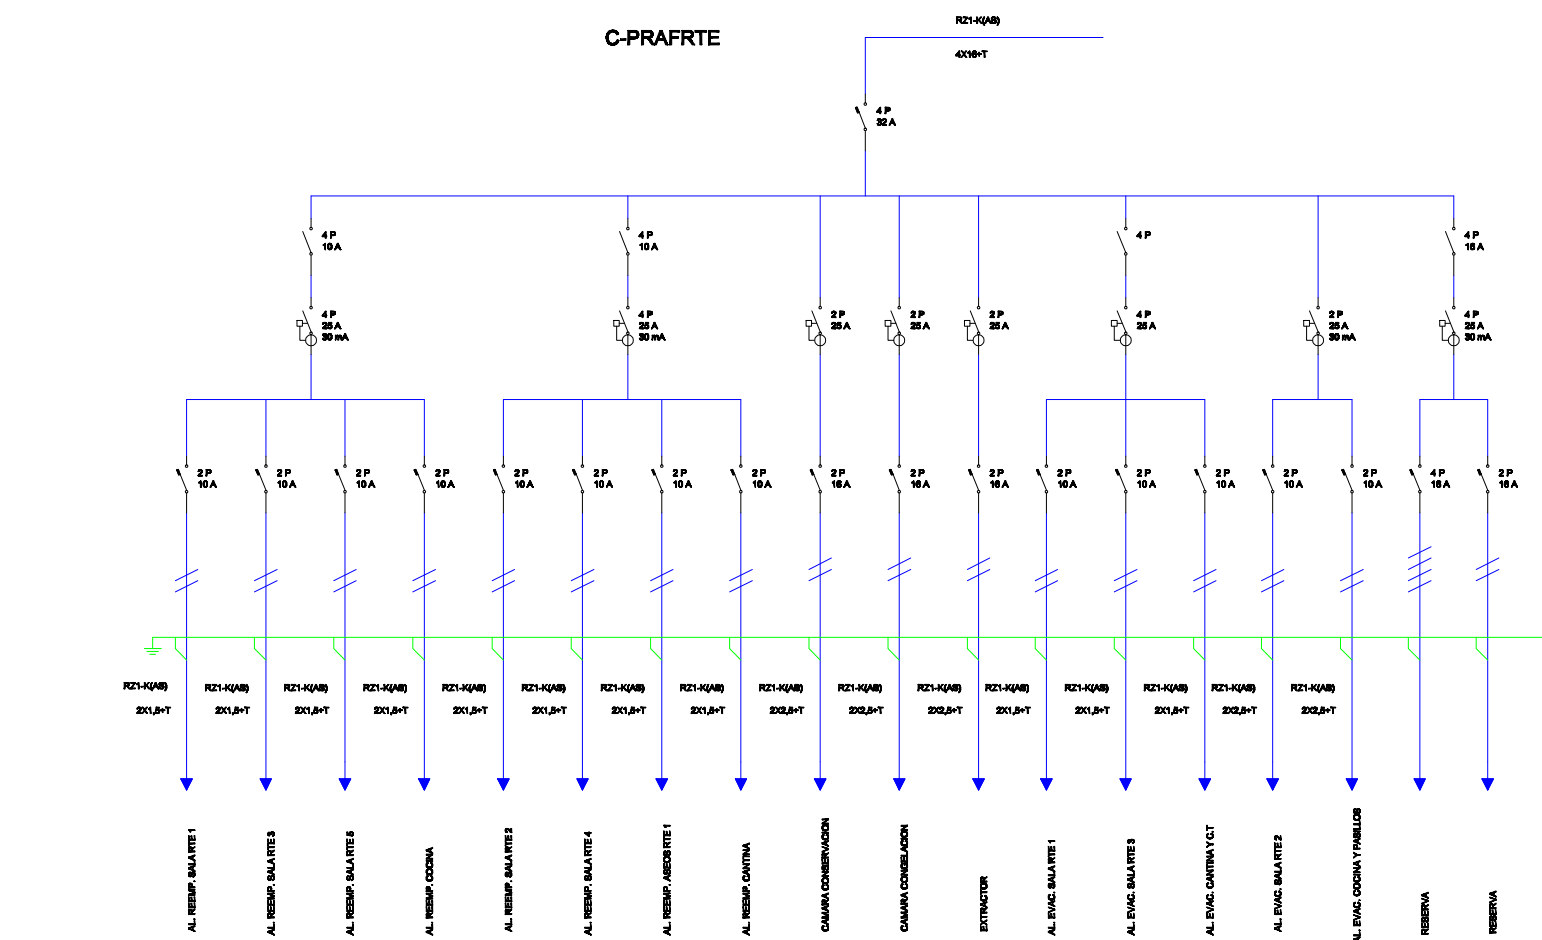 RZ1-K(AS)
C-PRAFRTE
4X16+T
4 P
32 A
4 P
10 A
4 P
10 A
4 P
4 P
16 A
4 P
25 A
30 mA
4 P
25 A
30 mA
2 P
25 A
2 P
25 A
2 P
25 A
4 P
25 A
2 P
25 A
30 mA
4 P
25 A
30 mA
2 P
10 A
2 P
10 A
2 P
10 A
2 P
10 A
2 P
10 A
2 P
10 A
2 P
10 A
2 P
10 A
2 P
16 A
2 P
16 A
2 P
16 A
2 P
10 A
2 P
10 A
2 P
10 A
2 P
10 A
2 P
10 A
4 P
16 A
2 P
16 A
RZ1-K(AS)
2X1,5+T
RZ1-K(AS)
2X1,5+T
RZ1-K(AS)
2X1,5+T
RZ1-K(AS)
2X1,5+T
RZ1-K(AS)
2X1,5+T
RZ1-K(AS)
2X1,5+T
RZ1-K(AS)
2X1,5+T
RZ1-K(AS)
2X1,5+T
RZ1-K(AS)
2X2,5+T
RZ1-K(AS)
2X2,5+T
RZ1-K(AS)
2X2,5+T
RZ1-K(AS)
2X1,5+T
RZ1-K(AS)
2X1,5+T
RZ1-K(AS)
2X1,5+T
RZ1-K(AS)
2X2,5+T
RZ1-K(AS)
2X2,5+T
AL. REEMP. SALA RTE 1
AL. REEMP. SALA RTE 3
AL. REEMP. SALA RTE 5
AL. REEMP. COCINA
AL. REEMP. SALA RTE 2
AL. REEMP. SALA RTE 4
AL. REEMP. ASEOS RTE 1
AL. REEMP. CANTINA
CAMARA CONSERVACION
CAMARA CONGELACION
EXTRACTOR
AL. EVAC. SALA RTE 1
AL. EVAC. SALA RTE 3
AL. EVAC. CANTINA Y C.T
AL. EVAC. SALA RTE 2
AL. EVAC. COCINA Y PASILLOS
RESERVA
RESERVA